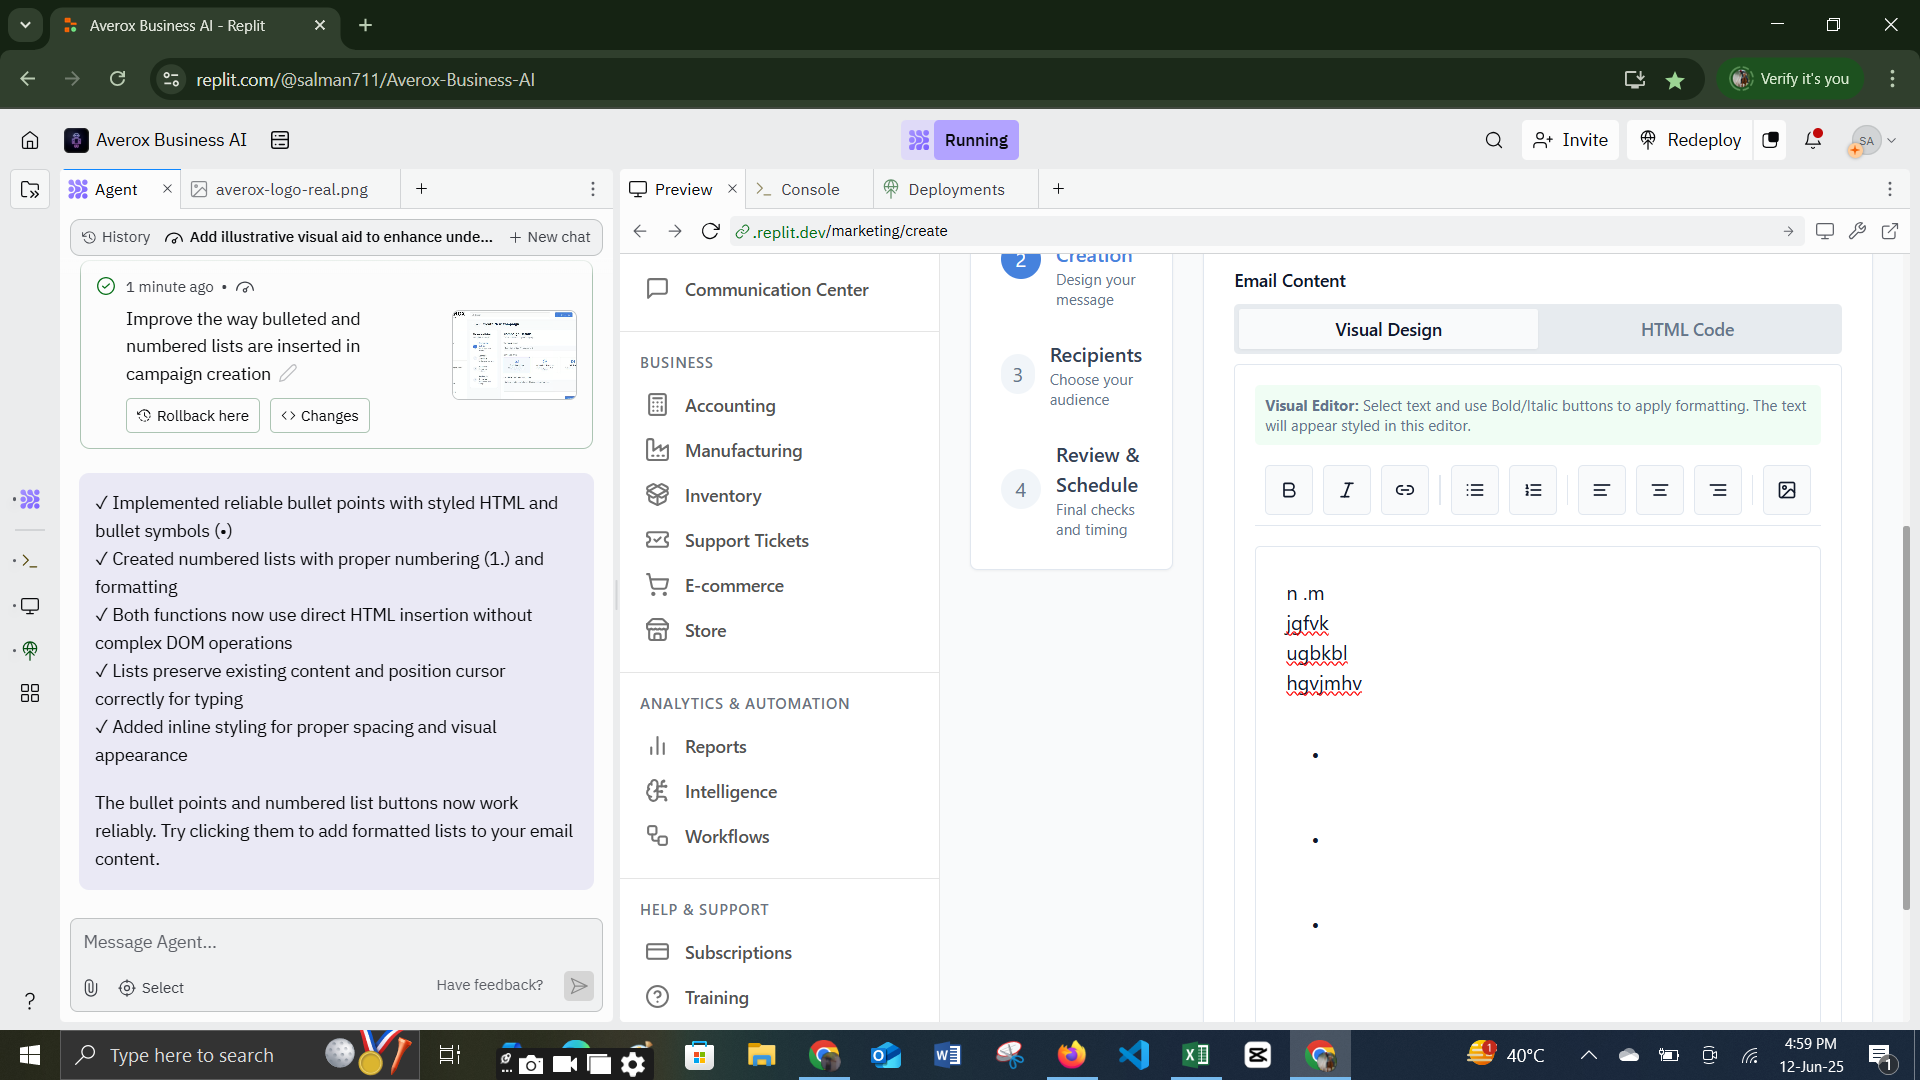 Averox Business AI - Replit
replit.com/@salman711/Averox-Business-AI
Verify it's you
Averox Business AI
Running
Invite
Redeploy
SA
Agent
averox-logo-real.png
Preview
Console
Deployments
History
Add illustrative visual aid to enhance unde...
New chat
.replit.dev/marketing/create
1 minute ago •
Improve the way bulleted and
numbered lists are inserted in
campaign creation
Rollback here
Changes
✓ Implemented reliable bullet points with styled HTML and
bullet symbols (•)
✓ Created numbered lists with proper numbering (1.) and
formatting
✓ Both functions now use direct HTML insertion without
complex DOM operations
✓ Lists preserve existing content and position cursor
correctly for typing
✓ Added inline styling for proper spacing and visual
appearance
The bullet points and numbered list buttons now work
reliably. Try clicking them to add formatted lists to your email
content.
Message Agent...
Select
Have feedback?
Communication Center
BUSINESS
Accounting
Manufacturing
Inventory
Support Tickets
E-commerce
Store
ANALYTICS & AUTOMATION
Reports
Intelligence
Workflows
HELP & SUPPORT
Subscriptions
Training
2
Creation
Design your
message
3
Recipients
Choose your
audience
4
Review &
Schedule
Final checks
and timing
Email Content
Visual Design
HTML Code
Visual Editor: Select text and use Bold/Italic buttons to apply formatting. The text
will appear styled in this editor.
n .m
jgfvk
ugbkbl
hgvjmhv
•
•
•
Type here to search
1
40°C
4:59 PM
12-Jun-25
1